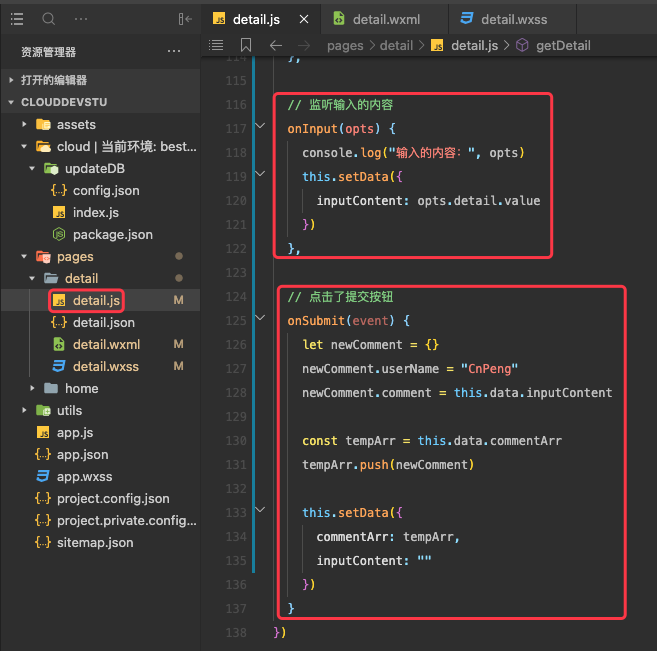 detail.js
detail.wxml
detail.wxss
资源管理器
pages > detail > detail.js > getDetail
打开的编辑器
CLOUDDEVSTU
assets
cloud | 当前环境: best...
updateDB
config.json
index.js
package.json
pages
detail
detail.js M
detail.json
detail.wxml M
detail.wxss M
home
utils
app.js
app.json
app.wxss
project.config.json
project.private.config...
sitemap.json
114 },
115
116 // 监听输入的内容
117 onInput(opts) {
118 console.log("输入的内容：", opts)
119 this.setData({
120 inputContent: opts.detail.value
121 })
122 },
123
124 // 点击了提交按钮
125 onSubmit(event) {
126 let newComment = {}
127 newComment.userName = "CnPeng"
128 newComment.comment = this.data.inputContent
129
130 const tempArr = this.data.commentArr
131 tempArr.push(newComment)
132
133 this.setData({
134 commentArr: tempArr,
135 inputContent: ""
136 })
137 }
138 })